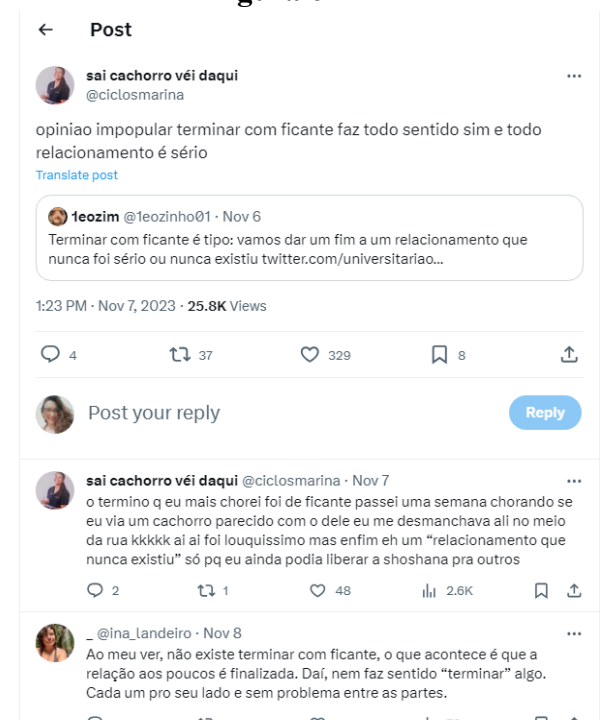 Post
sai cachorro véi daqui
@ciclosmarina
opiniao impopular terminar com ficante faz todo sentido sim e todo
relacionamento é sério
Translate post
1eozim @1eozinho01 · Nov 6
Terminar com ficante é tipo: vamos dar um fim a um relacionamento que
nunca foi sério ou nunca existiu twitter.com/universitariao...
1:23 PM · Nov 7, 2023 · 25.8K Views
4 37 329 8
Post your reply
Reply
sai cachorro véi daqui @ciclosmarina · Nov 7
o termino q eu mais chorei foi de ficante passei uma semana chorando se
eu via um cachorro parecido com o dele eu me desmanchava ali no meio
da rua kkkkk ai ai foi louquissimo mas enfim eh um “relacionamento que
nunca existiu” só pq eu ainda podia liberar a shoshana pra outros
2 1 48 2.6K
_ @ina_landeiro · Nov 8
Ao meu ver, não existe terminar com ficante, o que acontece é que a
relação aos poucos é finalizada. Daí, nem faz sentido “terminar” algo.
Cada um pro seu lado e sem problema entre as partes.